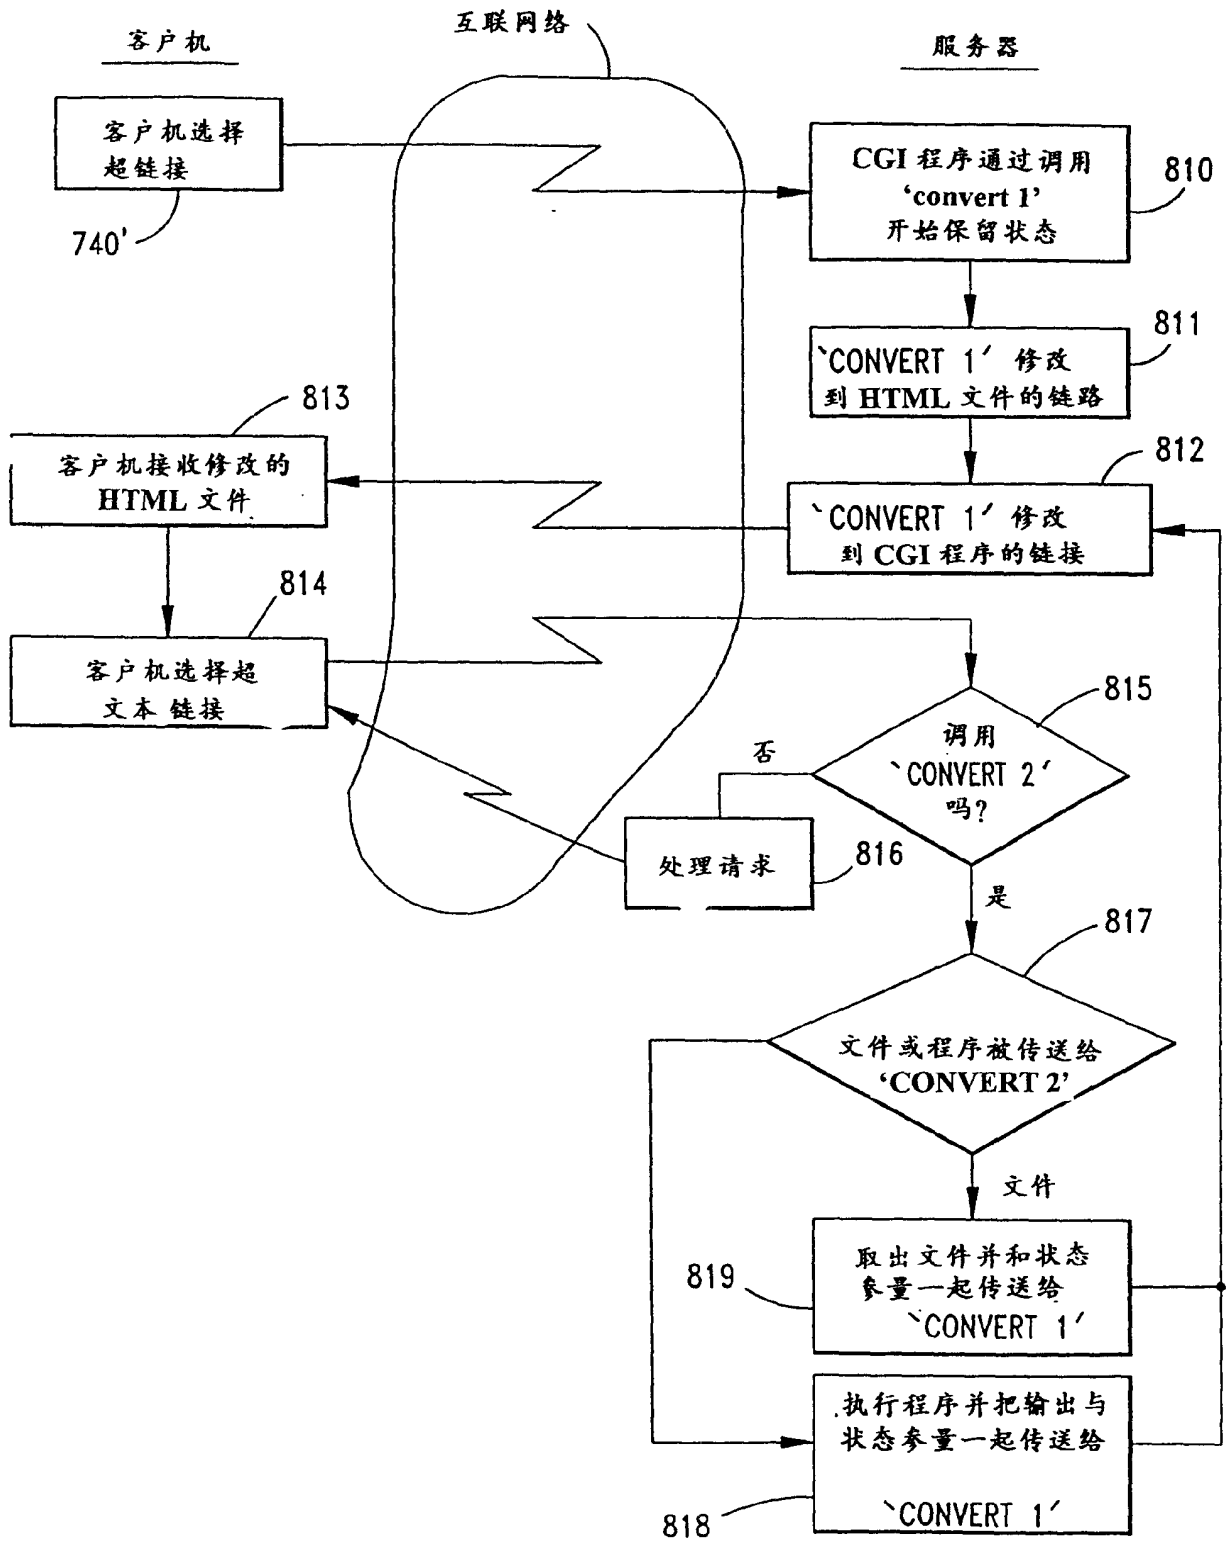 互联网络
客户机
服务器
客户机选择
超链接
740'
CGI 程序通过调用
‘convert 1’
开始保留状态
810
811
`CONVERT 1′ 修改
到 HTML 文件的链路
813
客户机接收修改的
HTML 文件
812
`CONVERT 1′ 修改
到 CGI 程序的链接
814
客户机选择超
文本 链接
815
调用
`CONVERT 2′
吗?
否
处理请求
816
是
817
文件或程序被传送给
‘CONVERT 2’
文件
819
取出文件并和状态
参量一起传送给
`CONVERT 1′
执行程序并把输出与
状态参量一起传送给
`CONVERT 1′
818